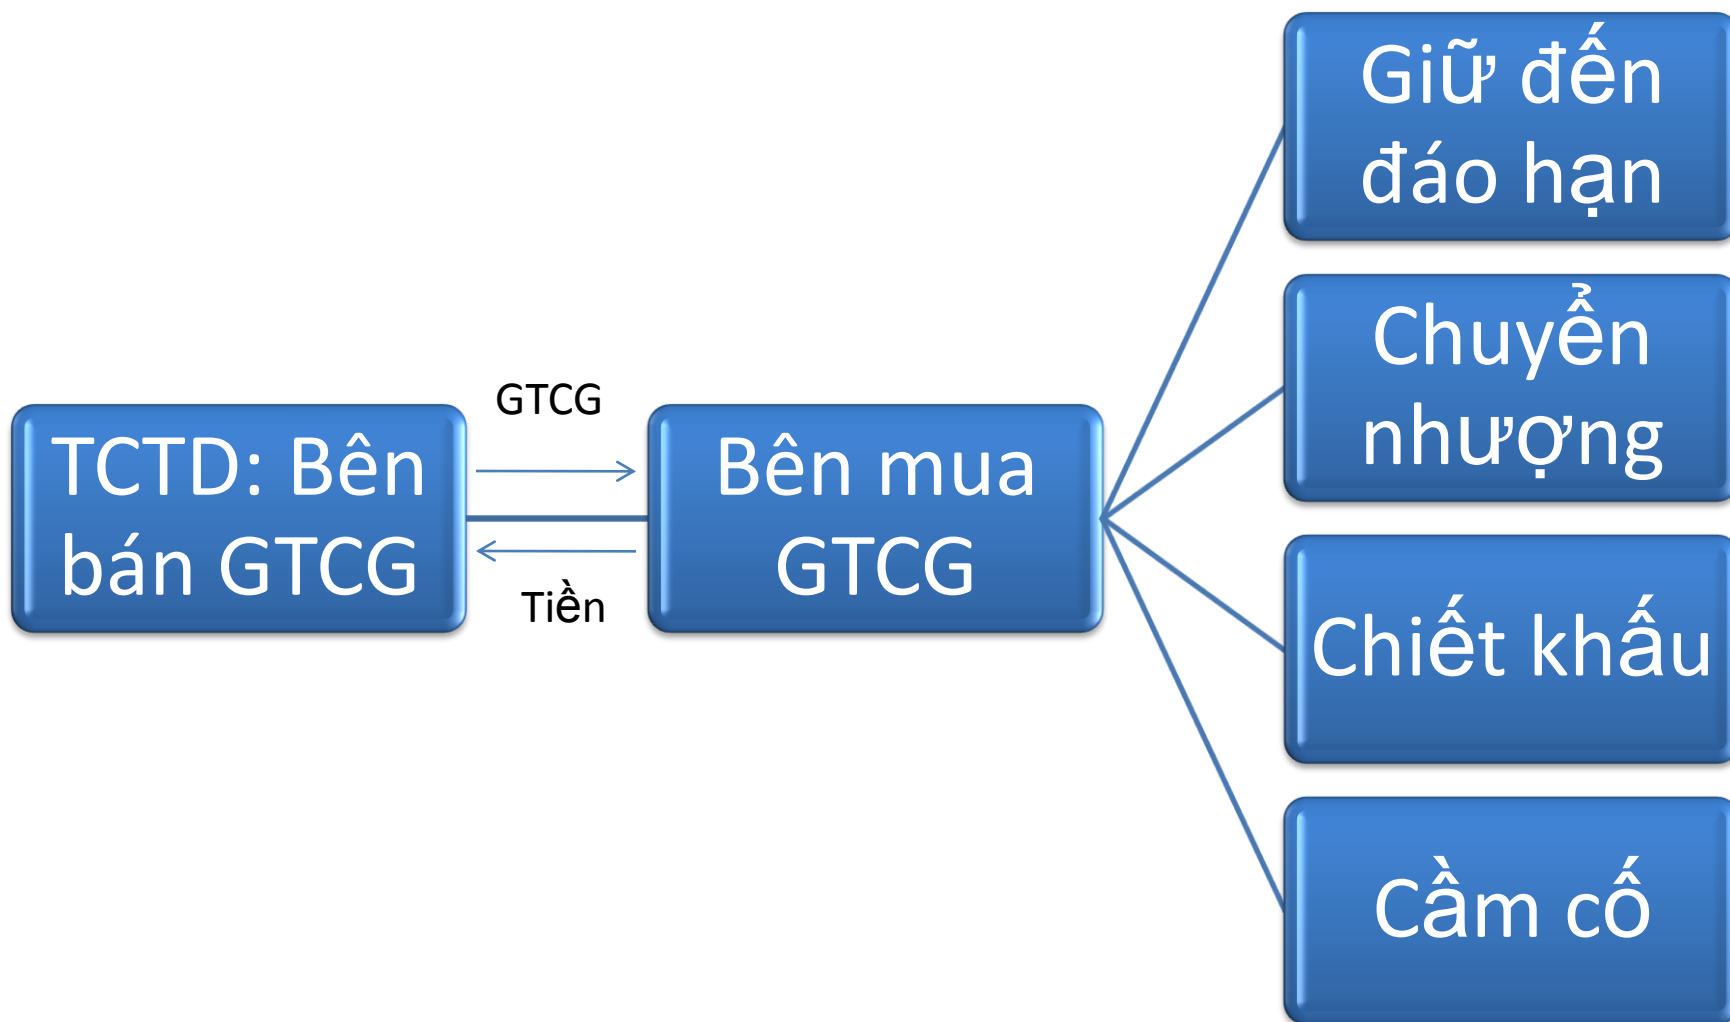 TCTD: Bên
bán GTCG
GTCG
Tiền
Bên mua
GTCG
Giữ đến
đáo hạn
Chuyển
nhượng
Chiết khấu
Cầm cố